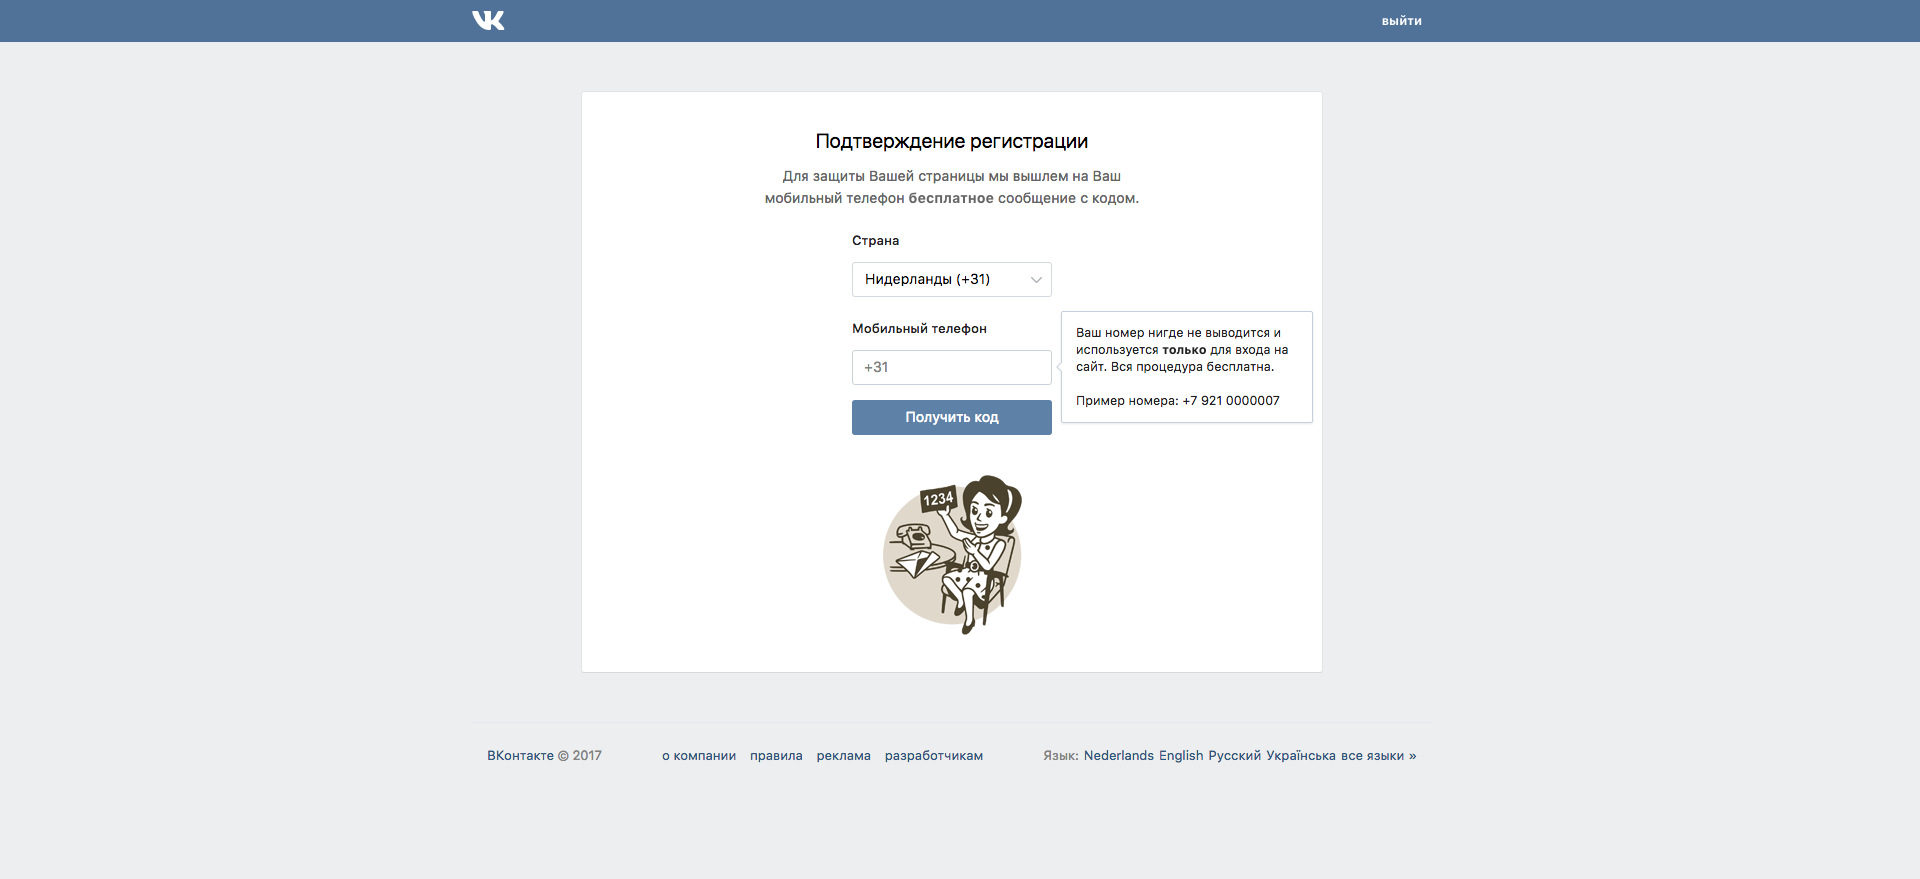 VK
выйти
Подтверждение регистрации
Для защиты Вашей страницы мы вышлем на Ваш
мобильный телефон бесплатное сообщение с кодом.
Страна
Нидерланды (+31)
Мобильный телефон
+31
Ваш номер нигде не выводится и
используется только для входа на
сайт. Вся процедура бесплатна.
Пример номера: +7 921 0000007
Получить код
1234
ВКонтакте © 2017 о компании правила реклама разработчикам Язык: Nederlands English Русский Українська все языки »